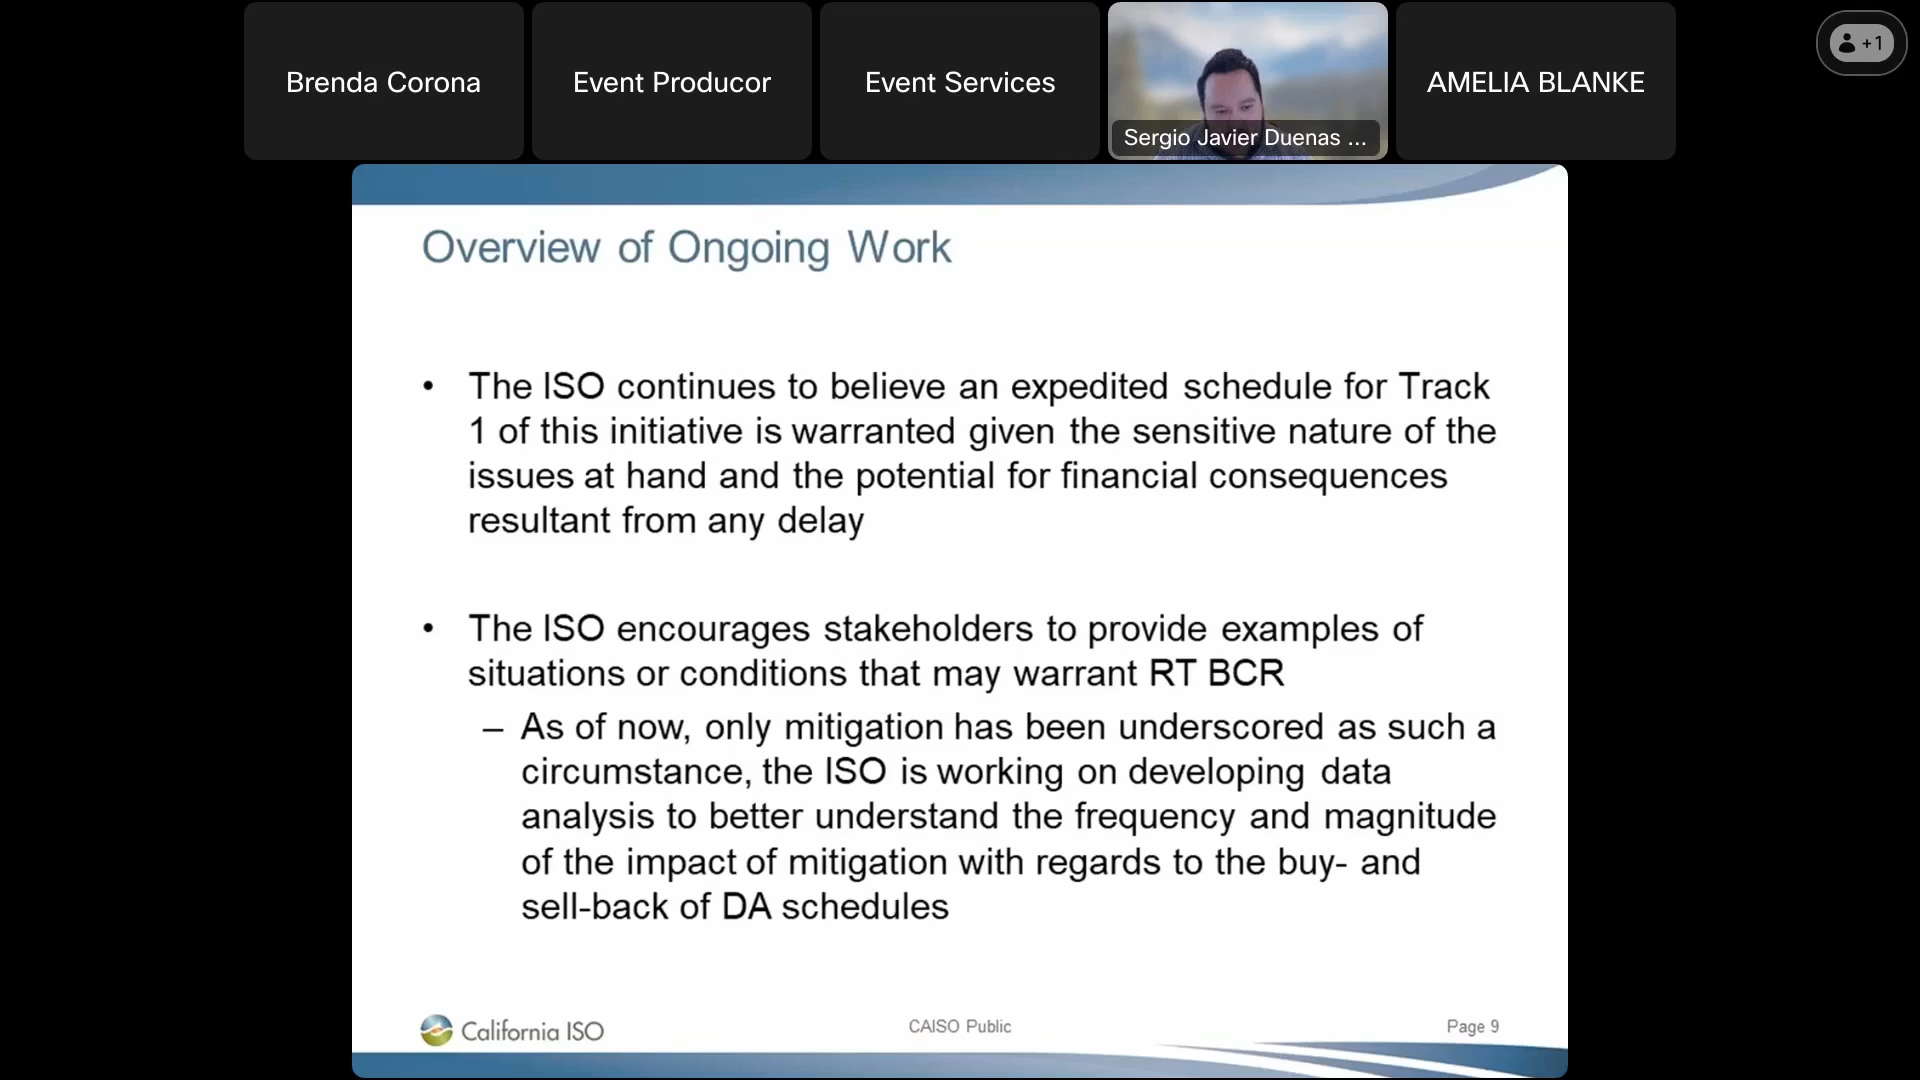 Brenda Corona
Event Producor
Event Services
Sergio Javier Duenas ...
AMELIA BLANKE
+1
Overview of Ongoing Work
• The ISO continues to believe an expedited schedule for Track
1 of this initiative is warranted given the sensitive nature of the
issues at hand and the potential for financial consequences
resultant from any delay
• The ISO encourages stakeholders to provide examples of
situations or conditions that may warrant RT BCR
– As of now, only mitigation has been underscored as such a
circumstance, the ISO is working on developing data
analysis to better understand the frequency and magnitude
of the impact of mitigation with regards to the buy- and
sell-back of DA schedules
California ISO
CAISO Public
Page 9